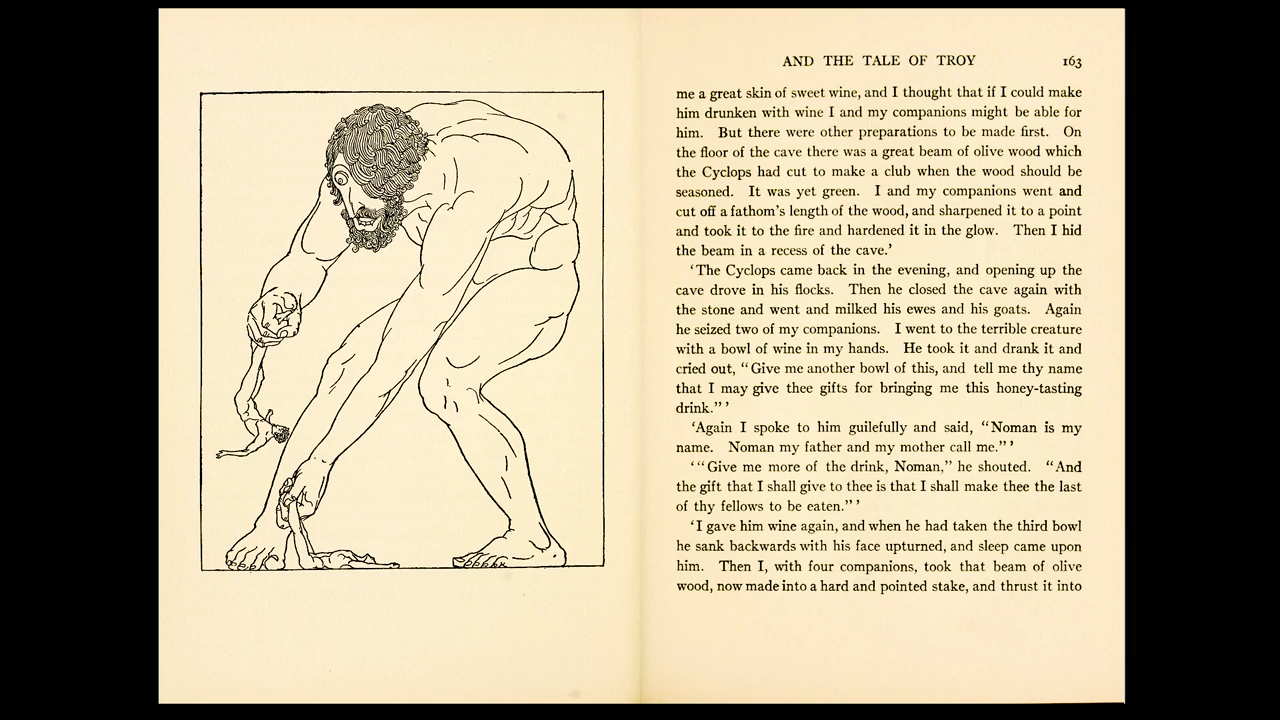 AND THE TALE OF TROY 163
me a great skin of sweet wine, and I thought that if I could make
him drunken with wine I and my companions might be able for
him. But there were other preparations to be made first. On
the floor of the cave there was a great beam of olive wood which
the Cyclops had cut to make a club when the wood should be
seasoned. It was yet green. I and my companions went and
cut off a fathom's length of the wood, and sharpened it to a point
and took it to the fire and hardened it in the glow. Then I hid
the beam in a recess of the cave.'
'The Cyclops came back in the evening, and opening up the
cave drove in his flocks. Then he closed the cave again with
the stone and went and milked his ewes and his goats. Again
he seized two of my companions. I went to the terrible creature
with a bowl of wine in my hands. He took it and drank it and
cried out, "Give me another bowl of this, and tell me thy name
that I may give thee gifts for bringing me this honey-tasting
drink."'
'Again I spoke to him guilefully and said, "Noman is my
name. Noman my father and my mother call me."'
'"Give me more of the drink, Noman," he shouted. "And
the gift that I shall give to thee is that I shall make thee the last
of thy fellows to be eaten."'
'I gave him wine again, and when he had taken the third bowl
he sank backwards with his face upturned, and sleep came upon
him. Then I, with four companions, took that beam of olive
wood, now made into a hard and pointed stake, and thrust it into